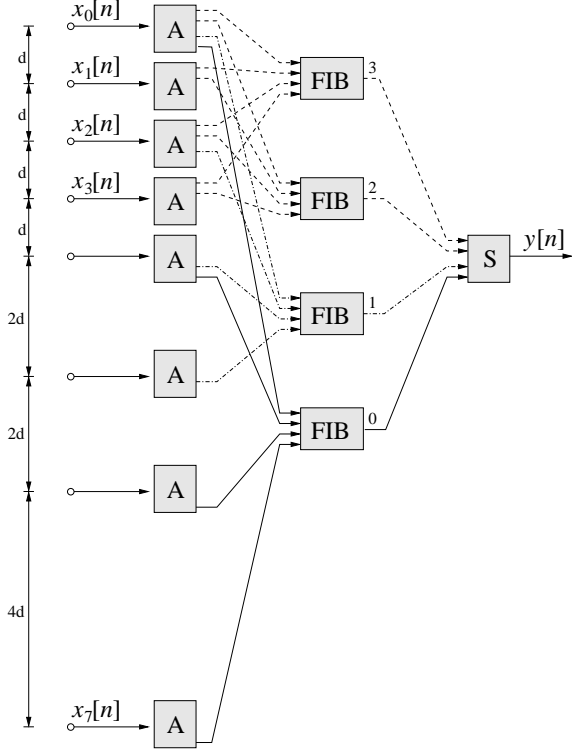 x₀[n] A
d
x₁[n] A FIB 3
d
x₂[n] A
d
x₃[n] A FIB 2
d
A S y[n]
2d
FIB 1
A
2d
FIB 0
A
4d
x₇[n] A